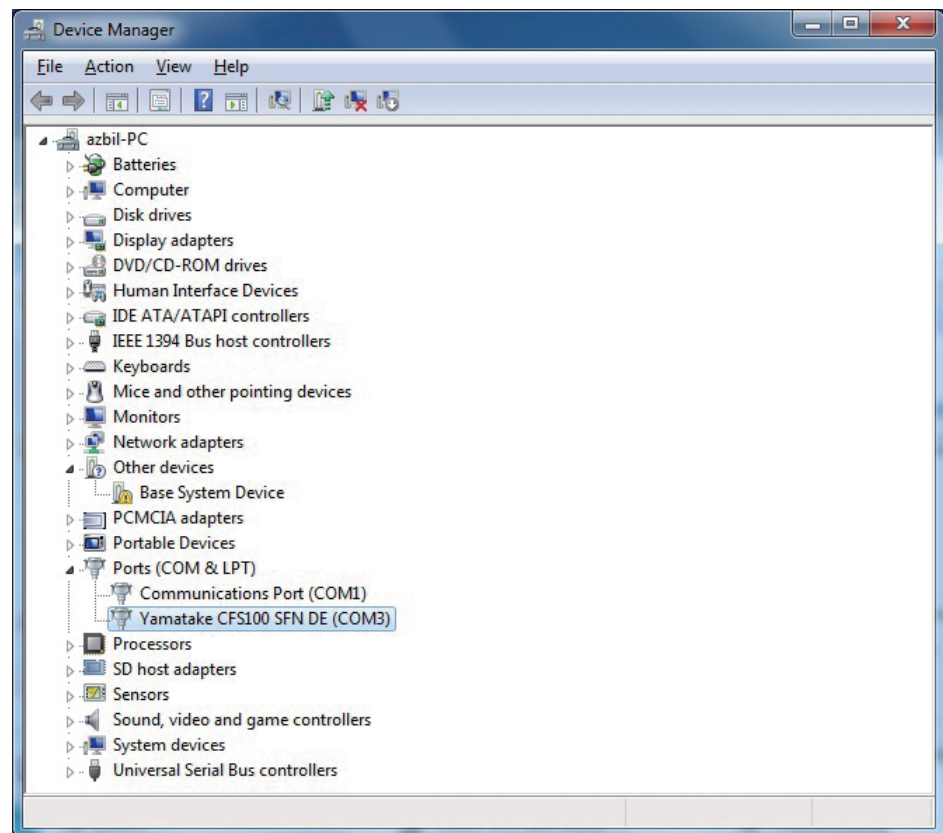 Device Manager
File Action View Help
azbil-PC
Batteries
Computer
Disk drives
Display adapters
DVD/CD-ROM drives
Human Interface Devices
IDE ATA/ATAPI controllers
IEEE 1394 Bus host controllers
Keyboards
Mice and other pointing devices
Monitors
Network adapters
Other devices
Base System Device
PCMCIA adapters
Portable Devices
Ports (COM & LPT)
Communications Port (COM1)
Yamatake CFS100 SFN DE (COM3)
Processors
SD host adapters
Sensors
Sound, video and game controllers
System devices
Universal Serial Bus controllers